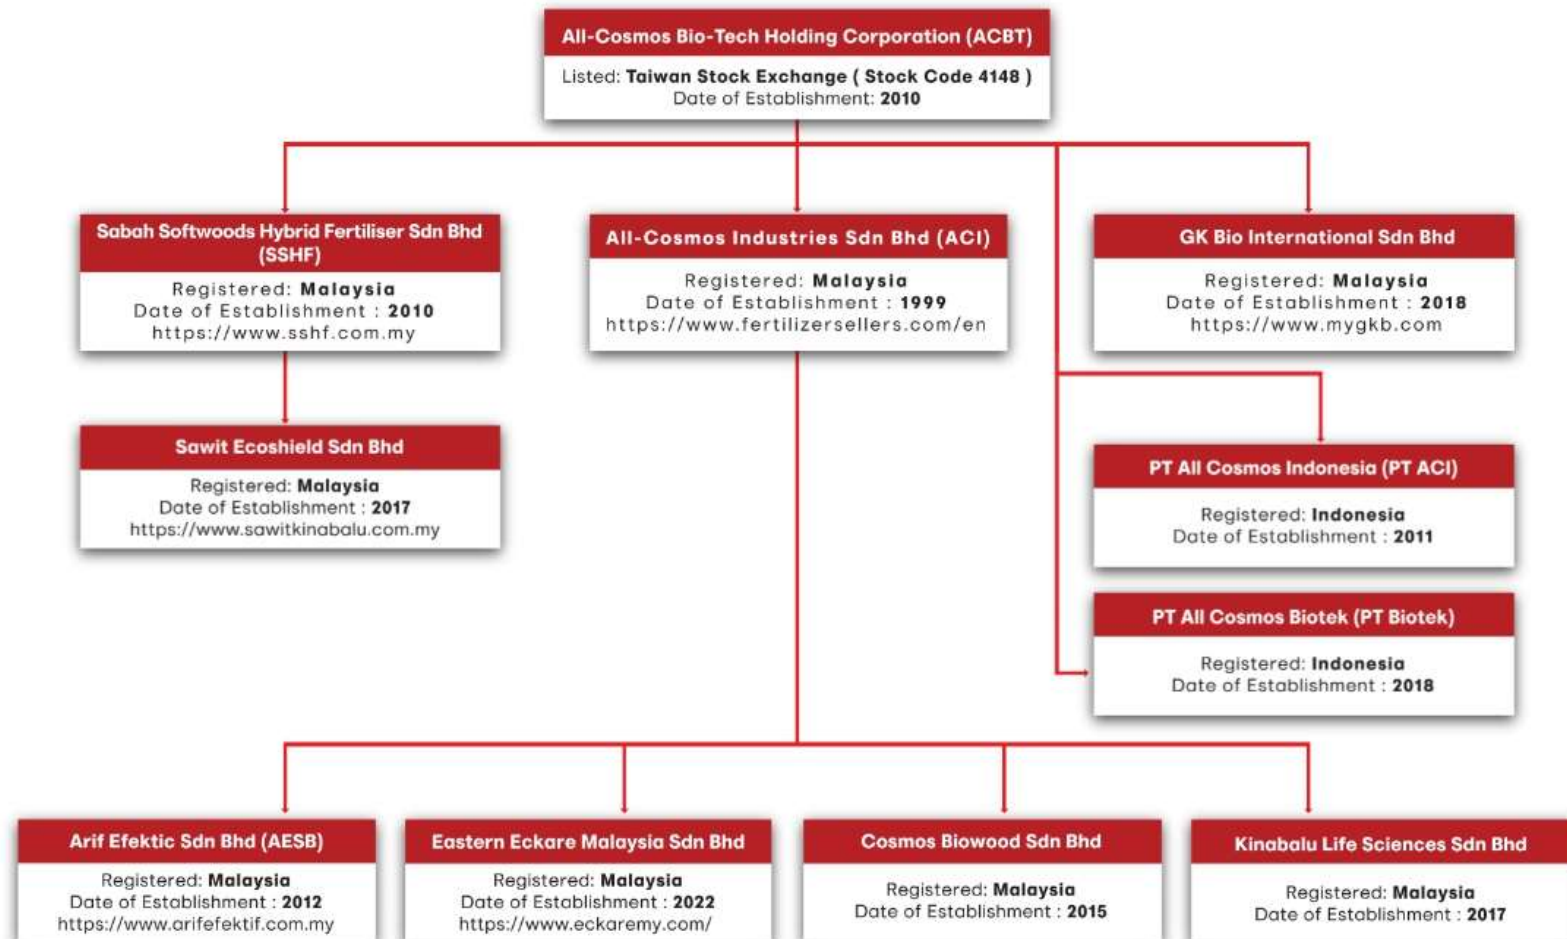 All-Cosmos Bio-Tech Holding Corporation (ACBT)
Listed: Taiwan Stock Exchange ( Stock Code 4148 )
Date of Establishment: 2010
Sabah Softwoods Hybrid Fertiliser Sdn Bhd
(SSHF)
Registered: Malaysia
Date of Establishment : 2010
https://www.sshf.com.my
All-Cosmos Industries Sdn Bhd (ACI)
Registered: Malaysia
Date of Establishment : 1999
https://www.fertilizersellers.com/en
GK Bio International Sdn Bhd
Registered: Malaysia
Date of Establishment : 2018
https://www.mygkb.com
Sawit Ecoshield Sdn Bhd
Registered: Malaysia
Date of Establishment : 2017
https://www.sawitkinabalu.com.my
PT All Cosmos Indonesia (PT ACI)
Registered: Indonesia
Date of Establishment : 2011
PT All Cosmos Biotek (PT Biotek)
Registered: Indonesia
Date of Establishment : 2018
Arif Efektic Sdn Bhd (AESB)
Registered: Malaysia
Date of Establishment : 2012
https://www.arifefektif.com.my
Eastern Eckare Malaysia Sdn Bhd
Registered: Malaysia
Date of Establishment : 2022
https://www.eckaremy.com/
Cosmos Biowood Sdn Bhd
Registered: Malaysia
Date of Establishment : 2015
Kinabalu Life Sciences Sdn Bhd
Registered: Malaysia
Date of Establishment : 2017